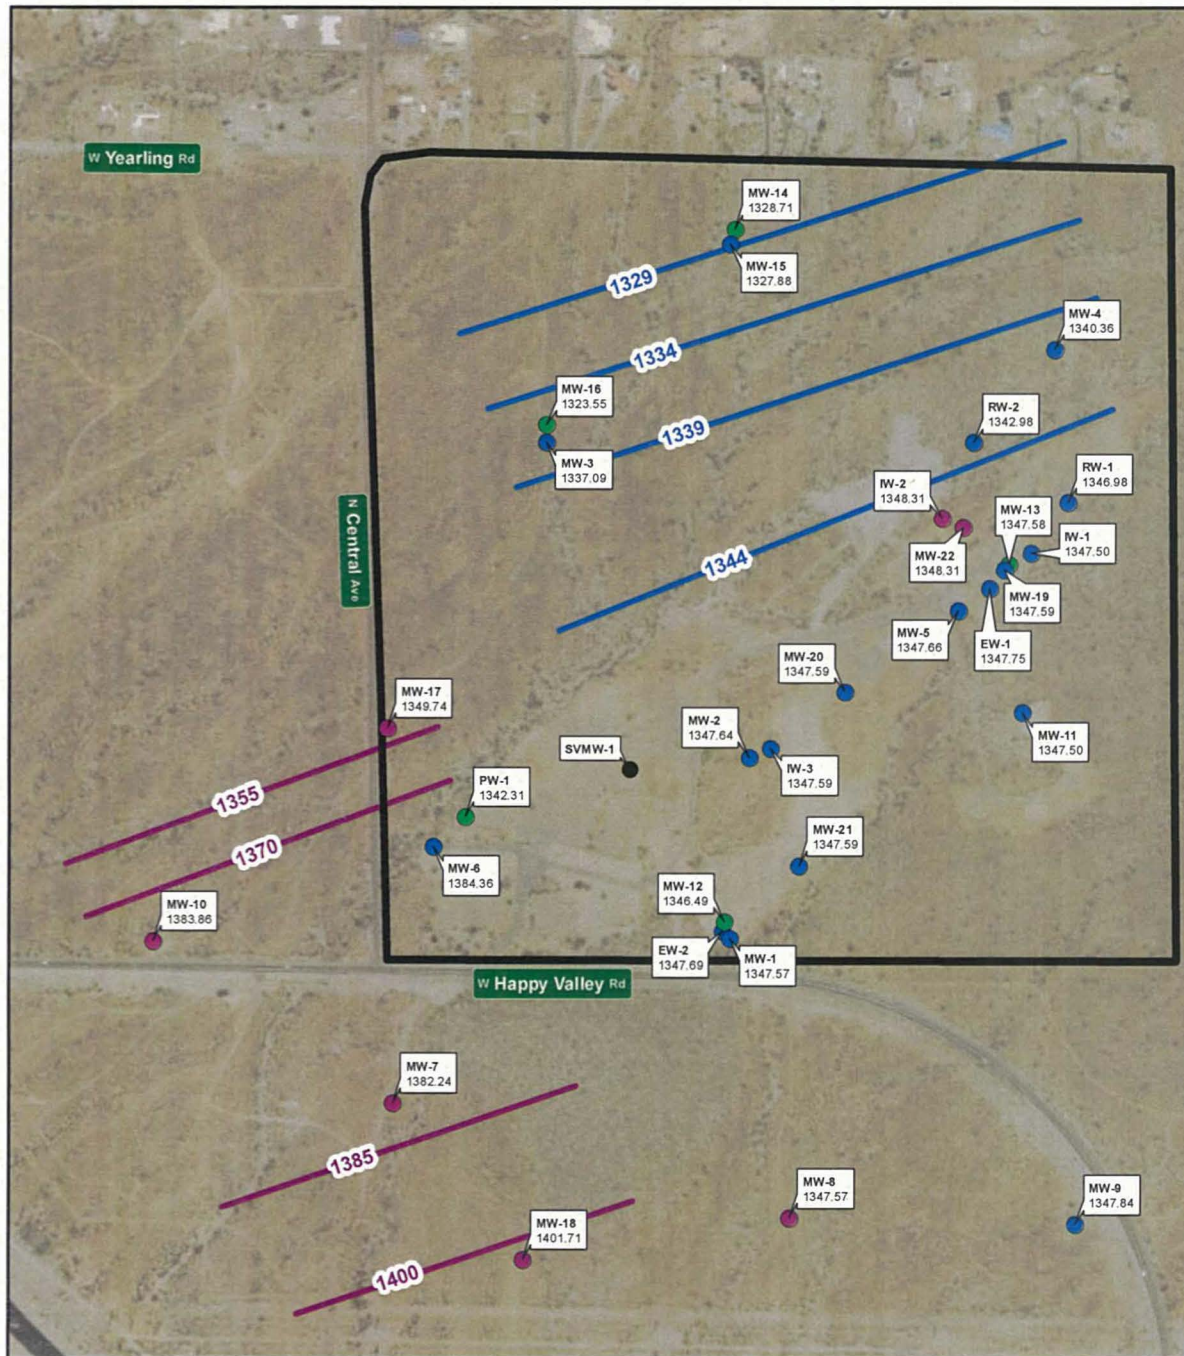 W Yearling Rd
MW-14
1328.71
MW-15
1327.88
1329
MW-4
1340.36
1334
MW-16
1323.55
RW-2
1342.98
1339
MW-3
1337.09
IW-2
1348.31
RW-1
1346.98
MW-13
1347.58
N Central Ave
IW-1
1347.50
1344
MW-22
1348.31
MW-19
1347.59
MW-5
1347.66
EW-1
1347.75
MW-20
1347.59
MW-17
1349.74
MW-2
1347.64
MW-11
1347.50
SVMW-1
IW-3
1347.59
1355
PW-1
1342.31
1370
MW-21
1347.59
MW-6
1384.36
MW-12
1346.49
MW-10
1383.86
EW-2
1347.69
MW-1
1347.57
W Happy Valley Rd
MW-7
1382.24
1385
MW-8
1347.57
MW-9
1347.84
MW-18
1401.71
1400